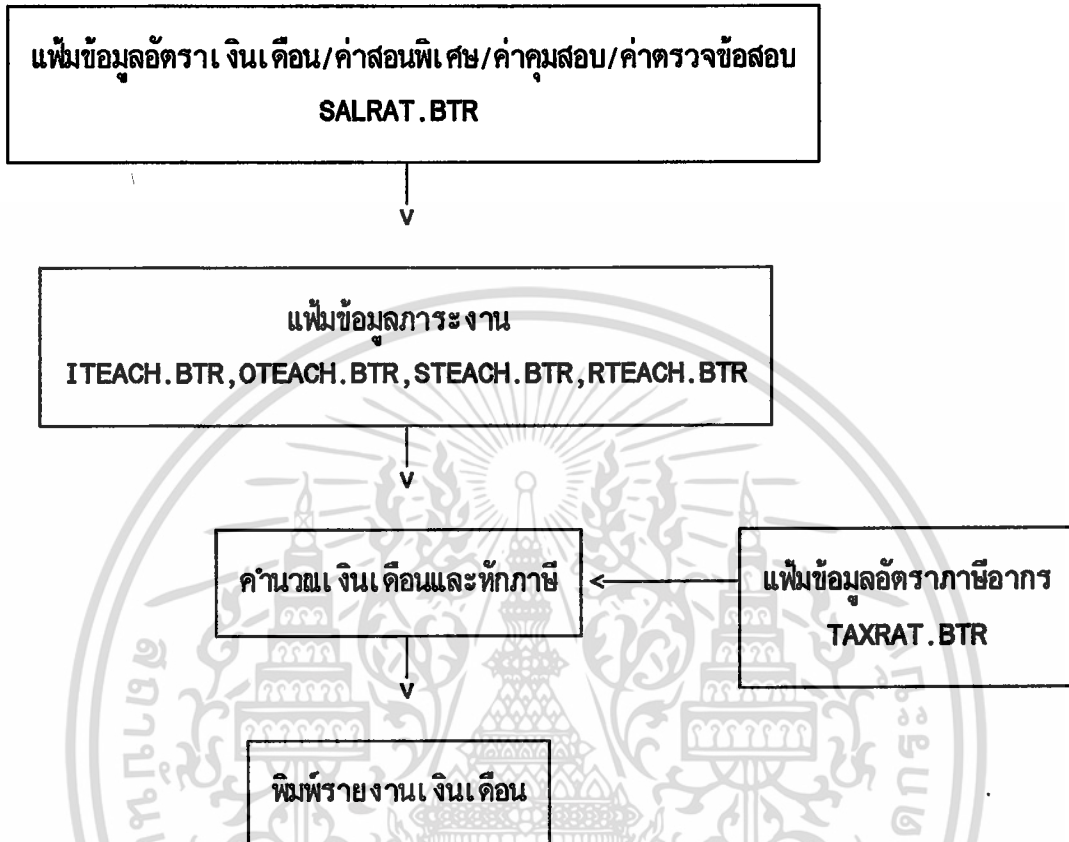 แฟ้มข้อมูลอัตราเงินเดือน/ค่าสอนพิเศษ/ค่าคุมสอบ/ค่าตรวจข้อสอบ
SALRAT.BTR
แฟ้มข้อมูลภาระงาน
ITEACH.BTR,OTEACH.BTR,STEACH.BTR,RTEACH.BTR
คำนวณเงินเดือนและหักภาษี
แฟ้มข้อมูลอัตราภาษีอากร
TAXRAT.BTR
พิมพ์รายงานเงินเดือน